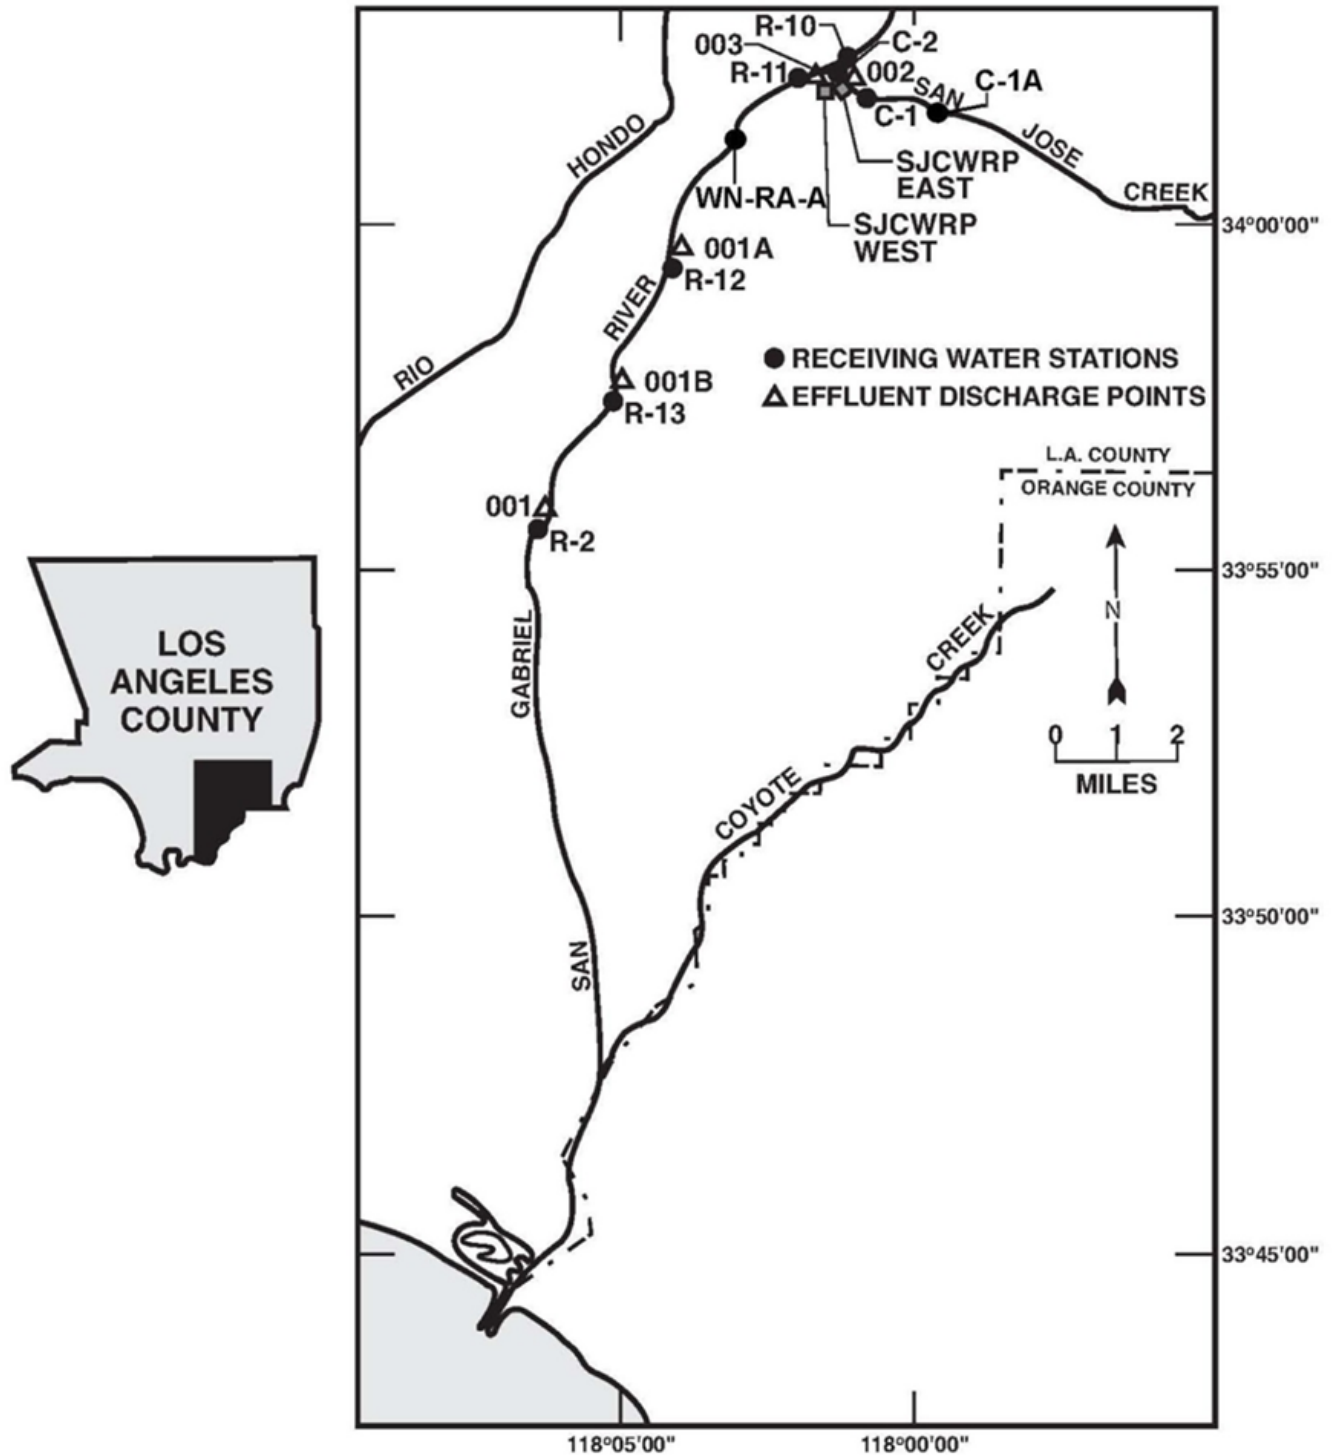 R-10
003
C-2
R-11
002
SAN
C-1A
C-1
JOSE
HONDO
SJCWRP
EAST
CREEK
WN-RA-A
SJCWRP
WEST
34°00'00"
001A
R-12
RIVER
RECEIVING WATER STATIONS
RIO
001B
EFFLUENT DISCHARGE POINTS
R-13
L.A. COUNTY
ORANGE COUNTY
001
R-2
33°55'00"
N
LOS
ANGELES
COUNTY
GABRIEL
CREEK
0 1 2
MILES
COYOTE
33°50'00"
SAN
33°45'00"
118°05'00"
118°00'00"